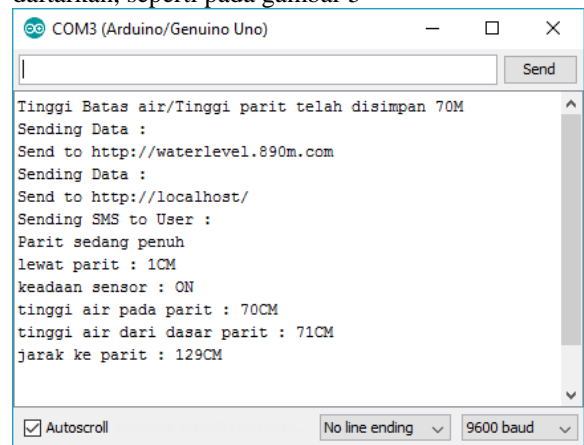 daftarkan, seperti pada gambar 5
COM3 (Arduino/Genuino Uno)
Send
Tinggi Batas air/Tinggi parit telah disimpan 70M
Sending Data :
Send to http://waterlevel.890m.com
Sending Data :
Send to http://localhost/
Sending SMS to User :
Parit sedang penuh
lewat parit : 1CM
keadaan sensor : ON
tinggi air pada parit : 70CM
tinggi air dari dasar parit : 71CM
jarak ke parit : 129CM
Autoscroll No line ending 9600 baud